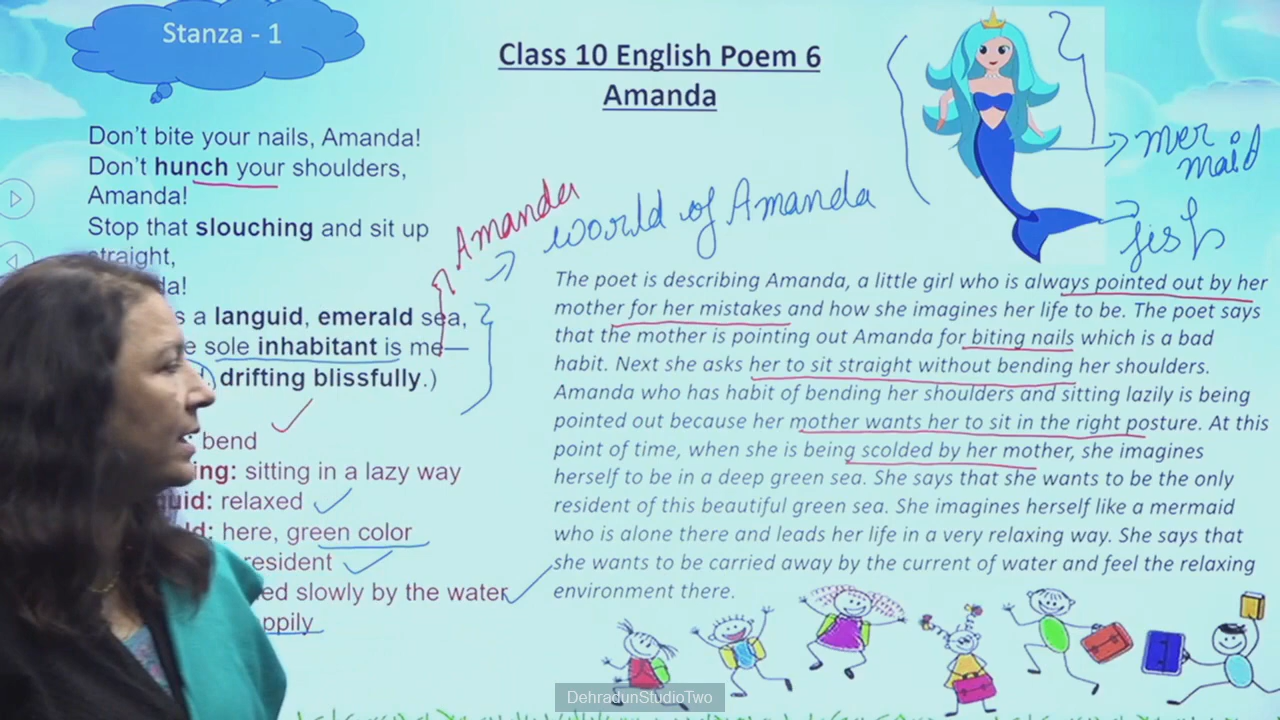 Stanza - 1
Class 10 English Poem 6
Amanda
Don't bite your nails, Amanda!
Don't hunch your shoulders,
Amanda!
Stop that slouching and sit up
straight,
da!
s a languid, emerald sea,
e sole inhabitant is me
drifting blissfully.)
bend
ing: sitting in a lazy way
uid: relaxed
ld: here, green color
resident
ed slowly by the water
ppily
Amanda
world of Amanda
mer
maid
fish
The poet is describing Amanda, a little girl who is always pointed out by her
mother for her mistakes and how she imagines her life to be. The poet says
that the mother is pointing out Amanda for biting nails which is a bad
habit. Next she asks her to sit straight without bending her shoulders.
Amanda who has habit of bending her shoulders and sitting lazily is being
pointed out because her mother wants her to sit in the right posture. At this
point of time, when she is being scolded by her mother, she imagines
herself to be in a deep green sea. She says that she wants to be the only
resident of this beautiful green sea. She imagines herself like a mermaid
who is alone there and leads her life in a very relaxing way. She says that
she wants to be carried away by the current of water and feel the relaxing
environment there.
DehradunStudioTwo